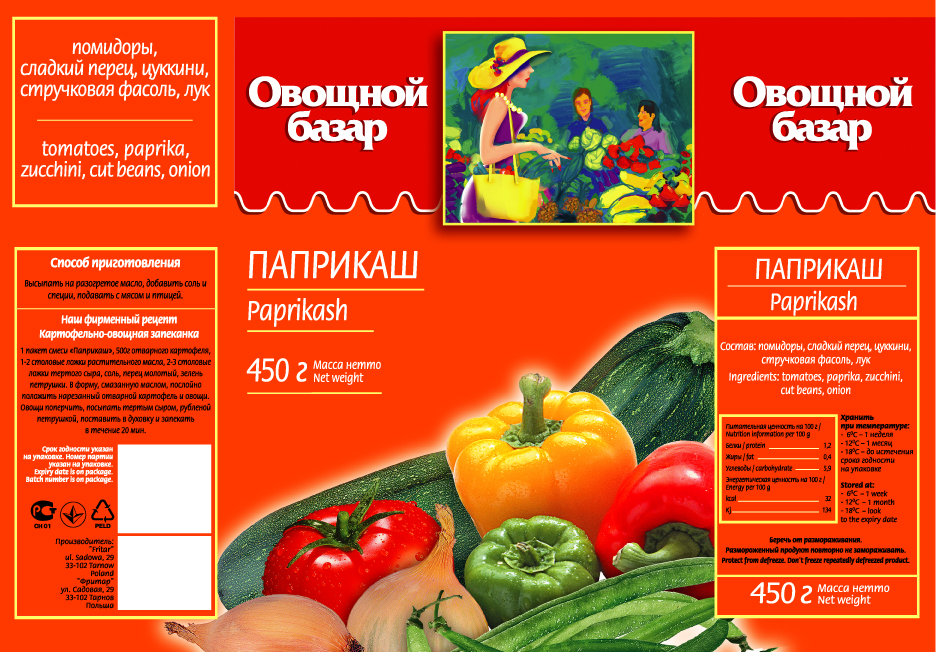 помидоры,
сладкий перец, цуккини,
стручковая фасоль, лук
tomatoes, paprika,
zucchini, cut beans, onion
Овощной
базар
Овощной
базар
Способ приготовления
Высыпать на разогретое масло, добавить соль и
специи, подавать с мясом и птицей.
Наш фирменный рецепт
Картофельно-овощная запеканка
1 пакет смеси «Паприкаш», 500г отварного картофеля,
1-2 столовые ложки растительного масла, 2-3 столовые
ложки тертого сыра, соль, перец молотый, зелень
петрушки. В форму, смазанную маслом, послойно
положить нарезанный отварной картофель и овощи.
Овощи поперчить, посыпать тертым сыром, рубленой
петрушкой, поставить в духовку и запекать
в течение 20 мин.
Срок годности указан
на упаковке. Номер партии
указан на упаковке.
Expiry date is on package.
Batch number is on package.
РСТ
CH 01
PELD
Производитель:
"Fritar"
ul. Sadowa, 29
33-102 Tarnow
Poland
"Фритар"
ул. Садовая, 29
33-102 Тарнов
Польша
ПАПРИКАШ
Paprikash
450 г Масса нетто
Net weight
ПАПРИКАШ
Paprikash
Состав: помидоры, сладкий перец, цуккини,
стручковая фасоль, лук
Ingredients: tomatoes, paprika, zucchini,
cut beans, onion
Питательная ценность на 100 г /
Nutrition information per 100 g
Белки / protein 1,2
Жиры / fat 0,4
Углеводы / carbohydrate 5,9
Энергетическая ценность на 100 г /
Energy per 100 g
kcal 32
Kj 134
Хранить
при температуре:
- 6ºC – 1 неделя
- 12ºC – 1 месяц
- 18ºC – до истечения
срока годности
на упаковке
Stored at:
- 6ºC – 1 week
- 12ºC – 1 month
- 18ºC – look
to the expiry date
Беречь от размораживания.
Размороженный продукт повторно не замораживать.
Protect from defreeze. Don't freeze repeatedly defreezed product.
450 г Масса нетто
Net weight